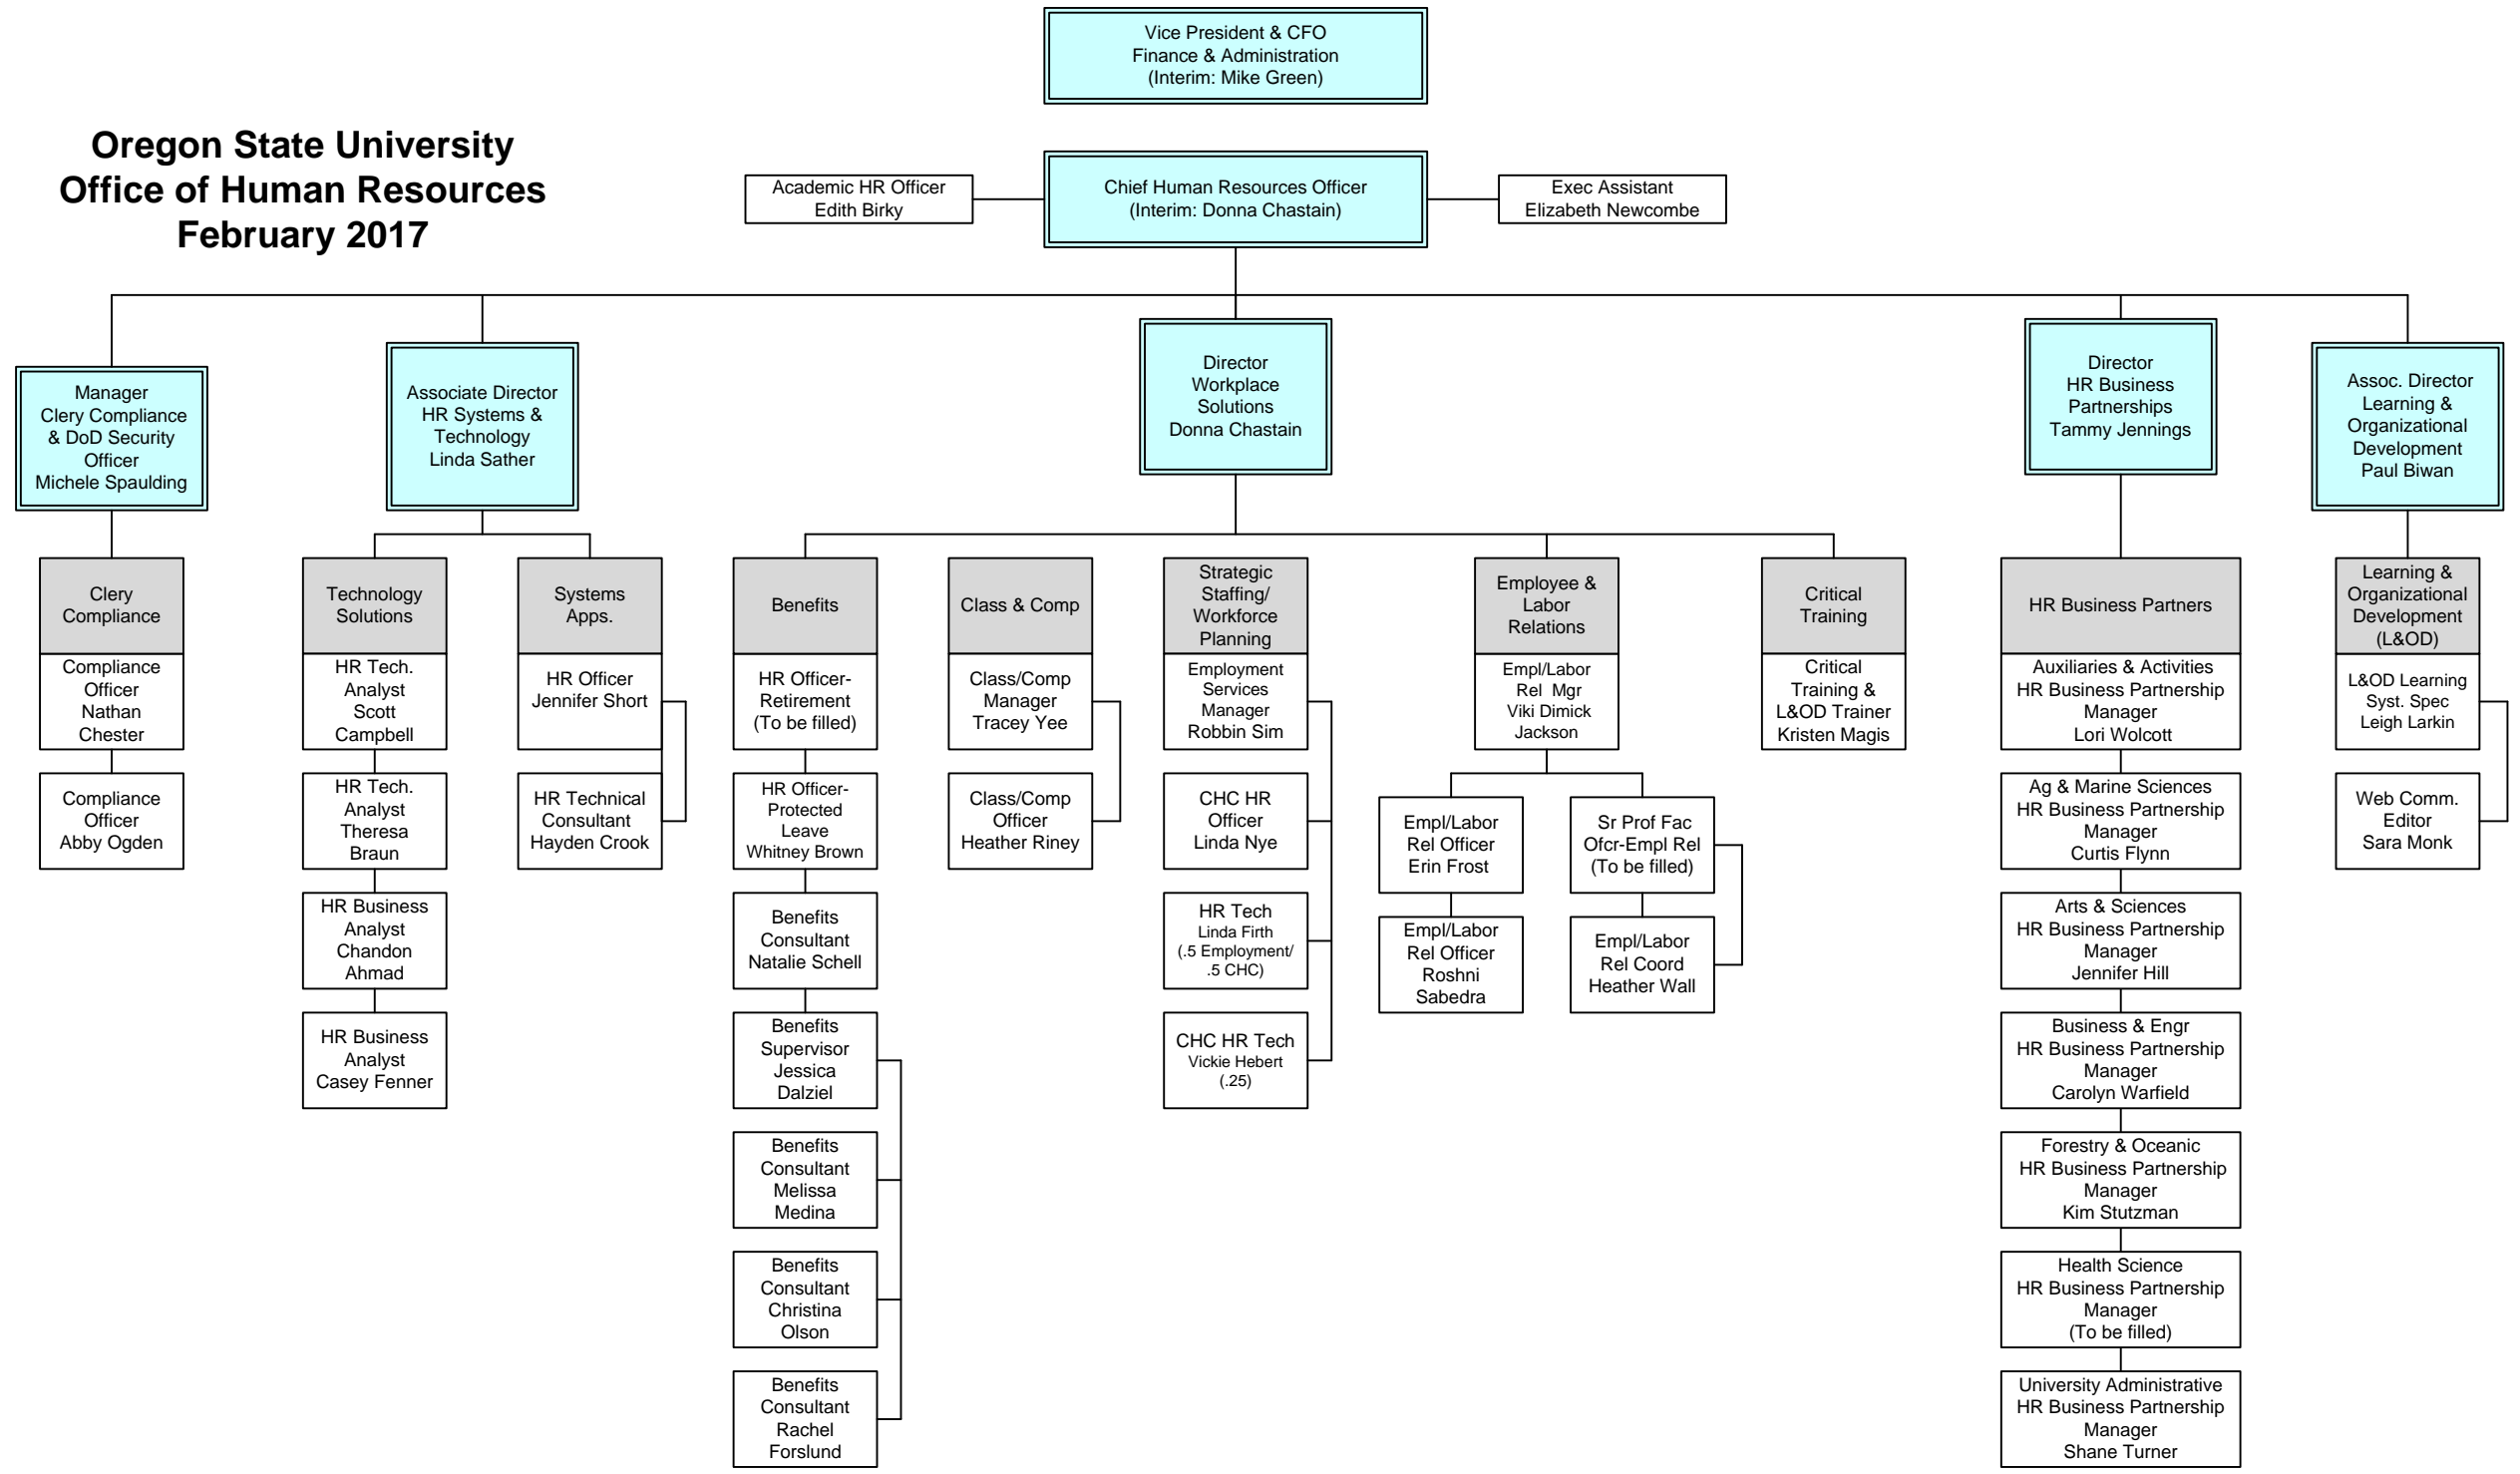 Vice President & CFO
Finance & Administration
(Interim: Mike Green)
Oregon State University
Office of Human Resources
February 2017
Academic HR Officer
Edith Birky
Chief Human Resources Officer
(Interim: Donna Chastain)
Exec Assistant
Elizabeth Newcombe
Manager
Clery Compliance
& DoD Security
Officer
Michele Spaulding
Associate Director
HR Systems &
Technology
Linda Sather
Director
Workplace
Solutions
Donna Chastain
Director
HR Business
Partnerships
Tammy Jennings
Assoc. Director
Learning &
Organizational
Development
Paul Biwan
Clery
Compliance
Compliance
Officer
Nathan
Chester
Compliance
Officer
Abby Ogden
Technology
Solutions
HR Tech.
Analyst
Scott
Campbell
HR Tech.
Analyst
Theresa
Braun
HR Business
Analyst
Chandon
Ahmad
HR Business
Analyst
Casey Fenner
Systems
Apps.
HR Officer
Jennifer Short
HR Technical
Consultant
Hayden Crook
Benefits
HR Officer-
Retirement
(To be filled)
HR Officer-
Protected
Leave
Whitney Brown
Benefits
Consultant
Natalie Schell
Benefits
Supervisor
Jessica
Dalziel
Benefits
Consultant
Melissa
Medina
Benefits
Consultant
Christina
Olson
Benefits
Consultant
Rachel
Forslund
Class & Comp
Class/Comp
Manager
Tracey Yee
Class/Comp
Officer
Heather Riney
Strategic
Staffing/
Workforce
Planning
Employment
Services
Manager
Robbin Sim
CHC HR
Officer
Linda Nye
HR Tech
Linda Firth
(.5 Employment/
.5 CHC)
CHC HR Tech
Vickie Hebert
(.25)
Employee &
Labor
Relations
Empl/Labor
Rel Mgr
Viki Dimick
Jackson
Empl/Labor
Rel Officer
Erin Frost
Empl/Labor
Rel Officer
Roshni
Sabedra
Sr Prof Fac
Ofcr-Empl Rel
(To be filled)
Empl/Labor
Rel Coord
Heather Wall
Critical
Training
Critical
Training &
L&OD Trainer
Kristen Magis
HR Business Partners
Auxiliaries & Activities
HR Business Partnership
Manager
Lori Wolcott
Ag & Marine Sciences
HR Business Partnership
Manager
Curtis Flynn
Arts & Sciences
HR Business Partnership
Manager
Jennifer Hill
Business & Engr
HR Business Partnership
Manager
Carolyn Warfield
Forestry & Oceanic
HR Business Partnership
Manager
Kim Stutzman
Health Science
HR Business Partnership
Manager
(To be filled)
University Administrative
HR Business Partnership
Manager
Shane Turner
Learning &
Organizational
Development
(L&OD)
L&OD Learning
Syst. Spec
Leigh Larkin
Web Comm.
Editor
Sara Monk